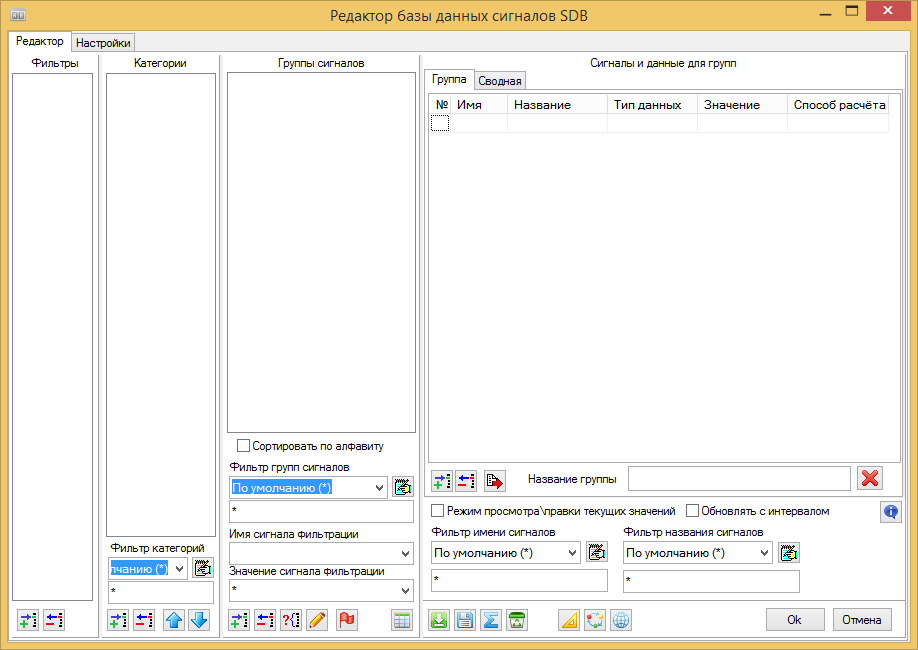 Редактор базы данных сигналов SDB
Редактор Настройки
Фильтры
Категории
Группы сигналов
Сигналы и данные для групп
Группа Сводная
№ Имя Название Тип данных Значение Способ расчёта
Сортировать по алфавиту
Фильтр групп сигналов
По умолчанию (*)
*
Имя сигнала фильтрации
Значение сигнала фильтрации
*
Фильтр категорий
лчанию (*)
*
Название группы
Режим просмотра\правки текущих значений Обновлять с интервалом
Фильтр имени сигналов Фильтр названия сигналов
По умолчанию (*) По умолчанию (*)
* *
Ok Отмена